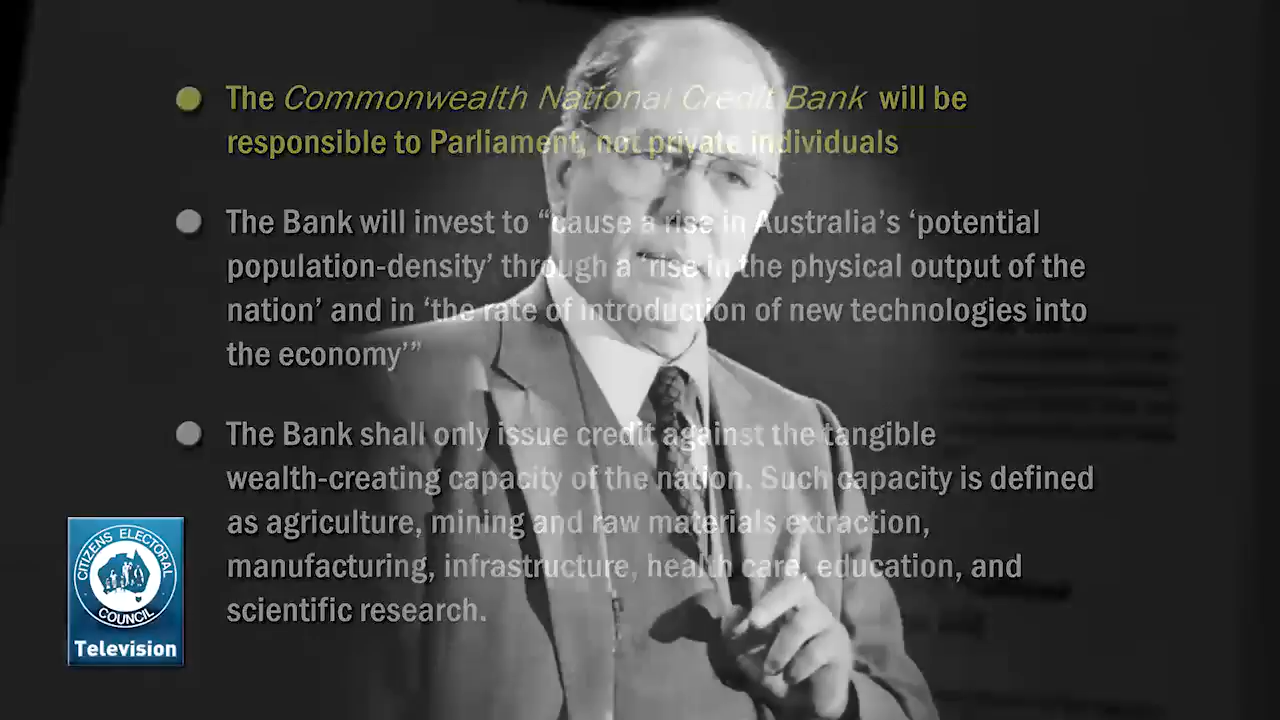 The Commonwealth National Credit Bank will be
responsible to Parliament, not private individuals
The Bank will invest to “cause a rise in Australia’s ‘potential
population-density’ through a ‘rise in the physical output of the
nation’ and in ‘the rate of introduction of new technologies into
the economy’”
The Bank shall only issue credit against the tangible
wealth-creating capacity of the nation. Such capacity is defined
as agriculture, mining and raw materials extraction,
manufacturing, infrastructure, health care, education, and
scientific research.
CITIZENS ELECTORAL
COUNCIL
Television